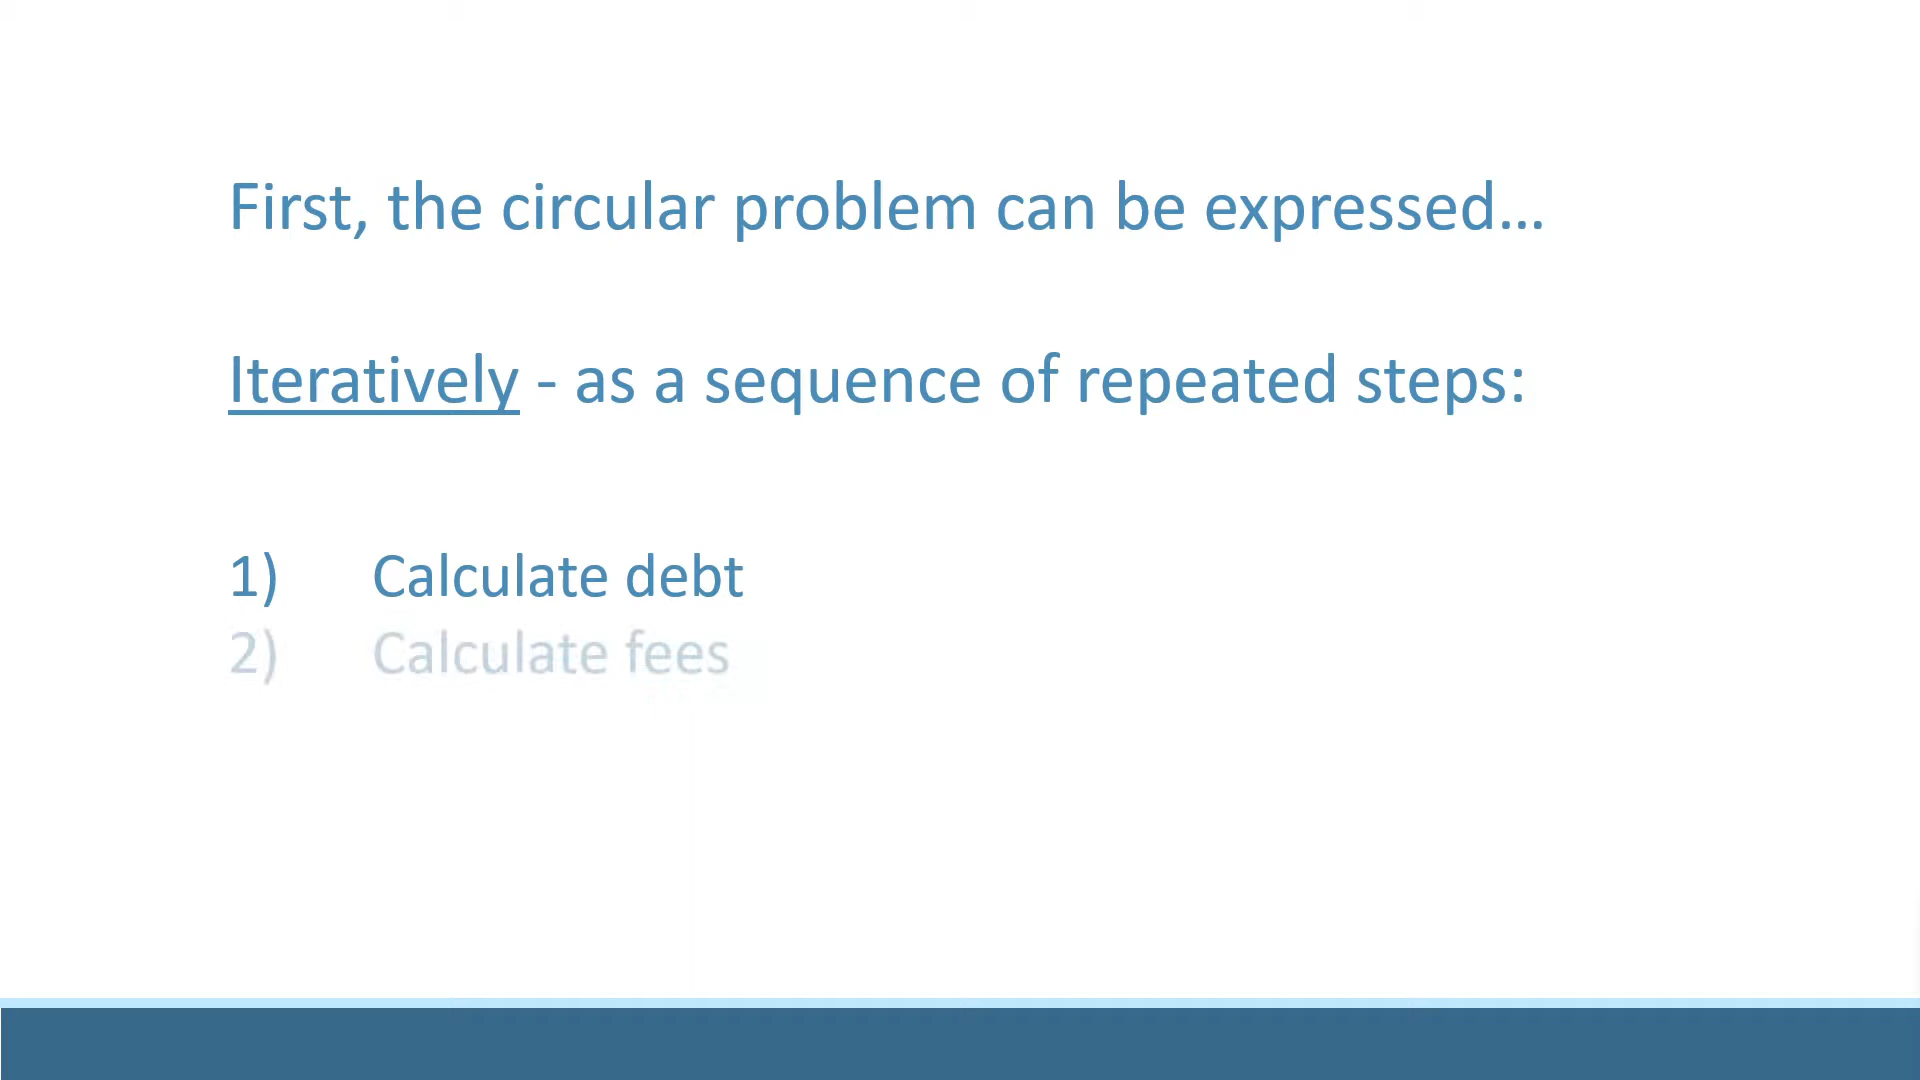 First, the circular problem can be expressed…
Iteratively - as a sequence of repeated steps:
1) Calculate debt
2) Calculate fees